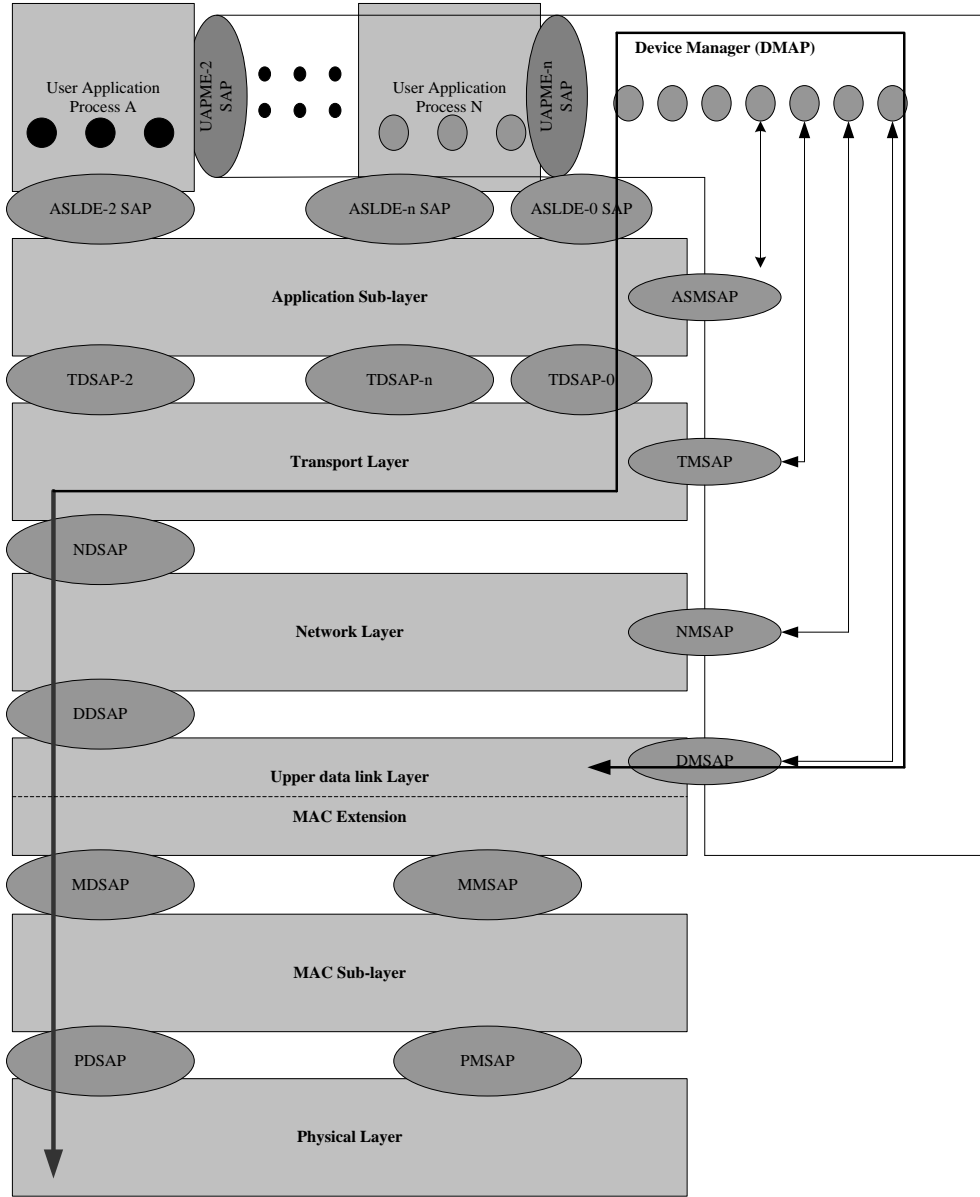 Device Manager (DMAP)
User Application
Process A
UAPME-2
SAP
User Application
Process N
UAPME-n
SAP
ASLDE-2 SAP
ASLDE-n SAP
ASLDE-0 SAP
Application Sub-layer
ASMSAP
TDSAP-2
TDSAP-n
TDSAP-0
Transport Layer
TMSAP
NDSAP
Network Layer
NMSAP
DDSAP
Upper data link Layer
DMSAP
MAC Extension
MDSAP
MMSAP
MAC Sub-layer
PDSAP
PMSAP
Physical Layer